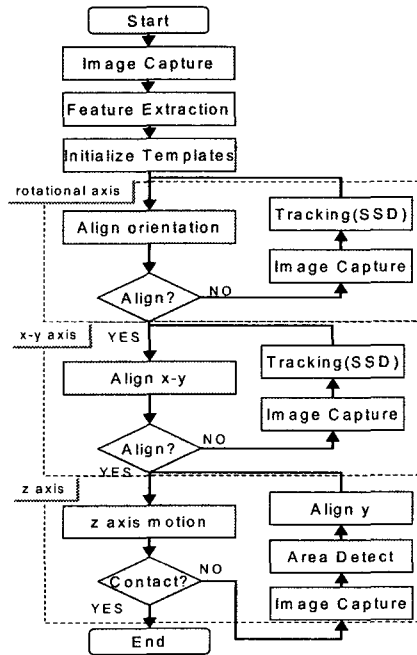 Start
Image Capture
Feature Extraction
Initialize Templates
rotational axis
Tracking(SSD)
Align orientation
Image Capture
Align?
NO
x-y axis
YES
Tracking(SSD)
Align x-y
Image Capture
Align?
NO
YES
z axis
Align y
z axis motion
Area Detect
NO
Contact?
Image Capture
YES
End